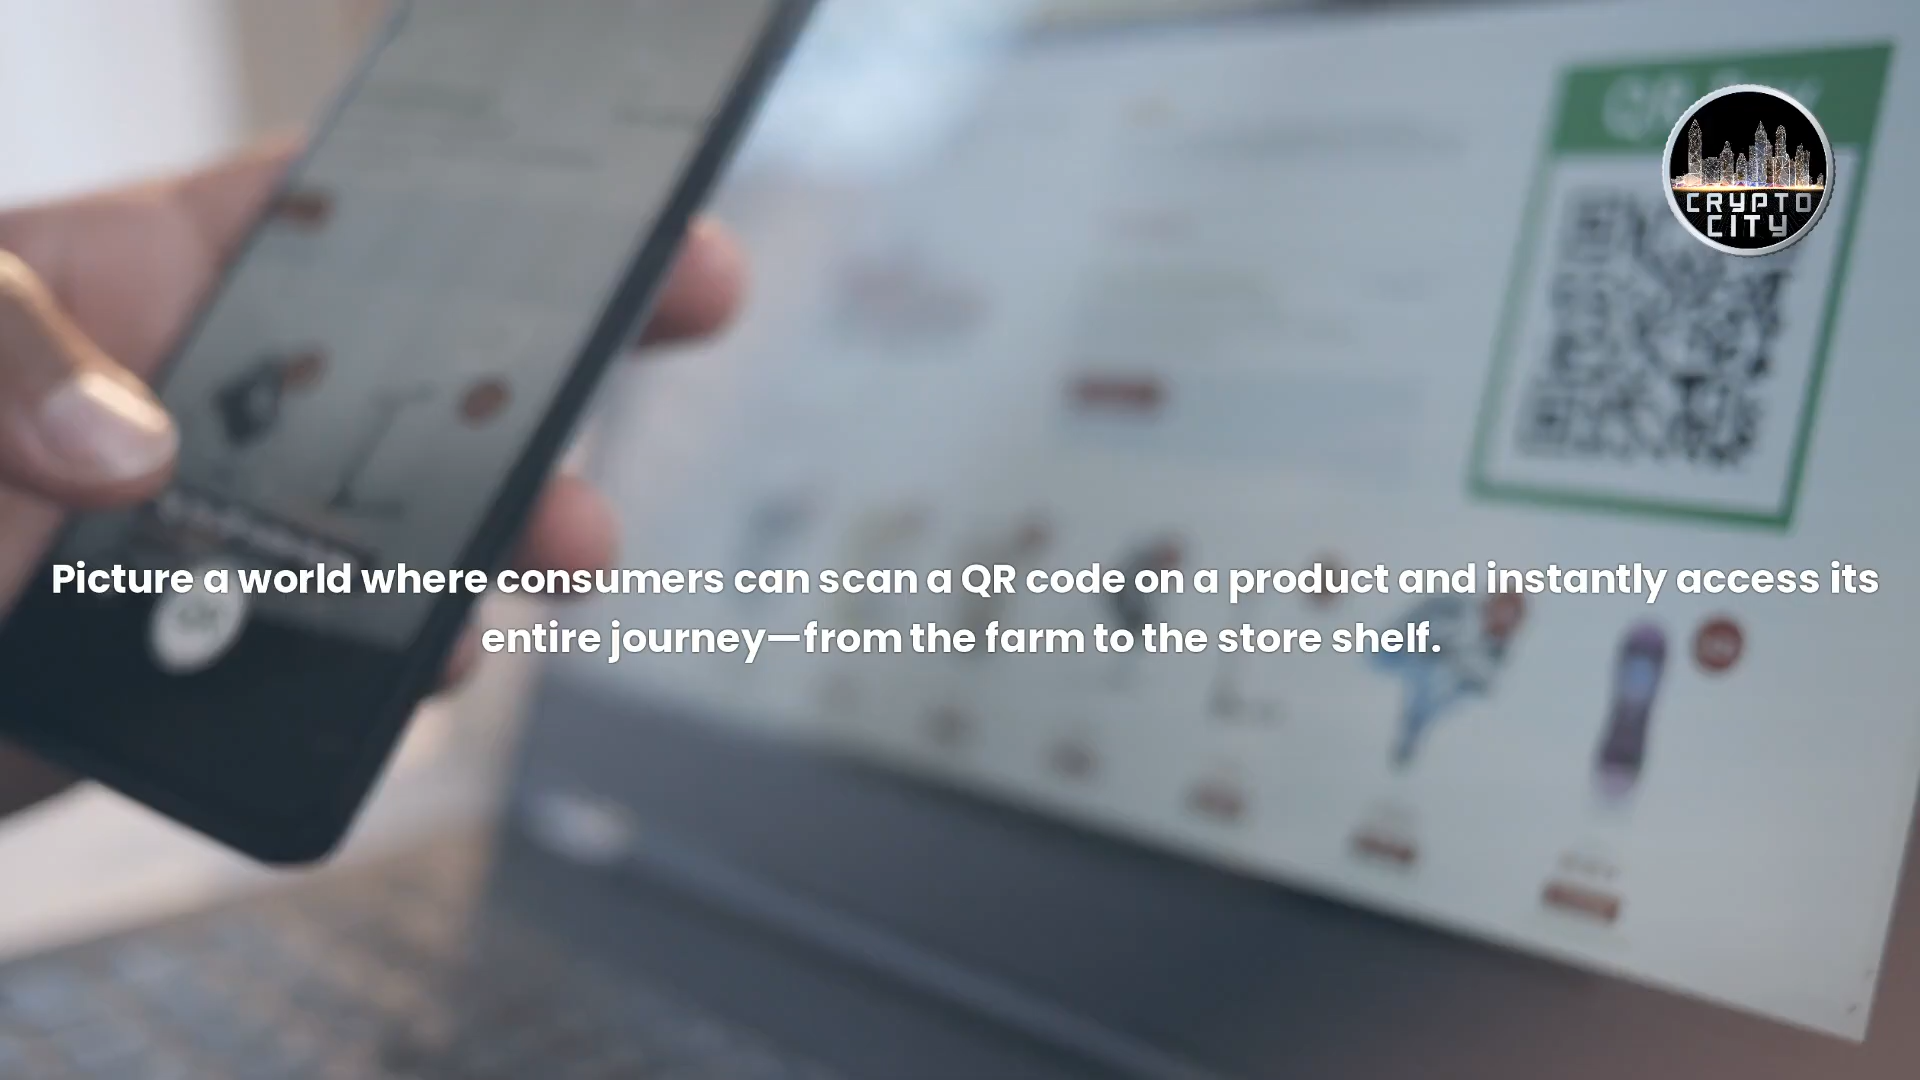 CRYPTO
CITY
Picture a world where consumers can scan a QR code on a product and instantly access its
entire journey—from the farm to the store shelf.